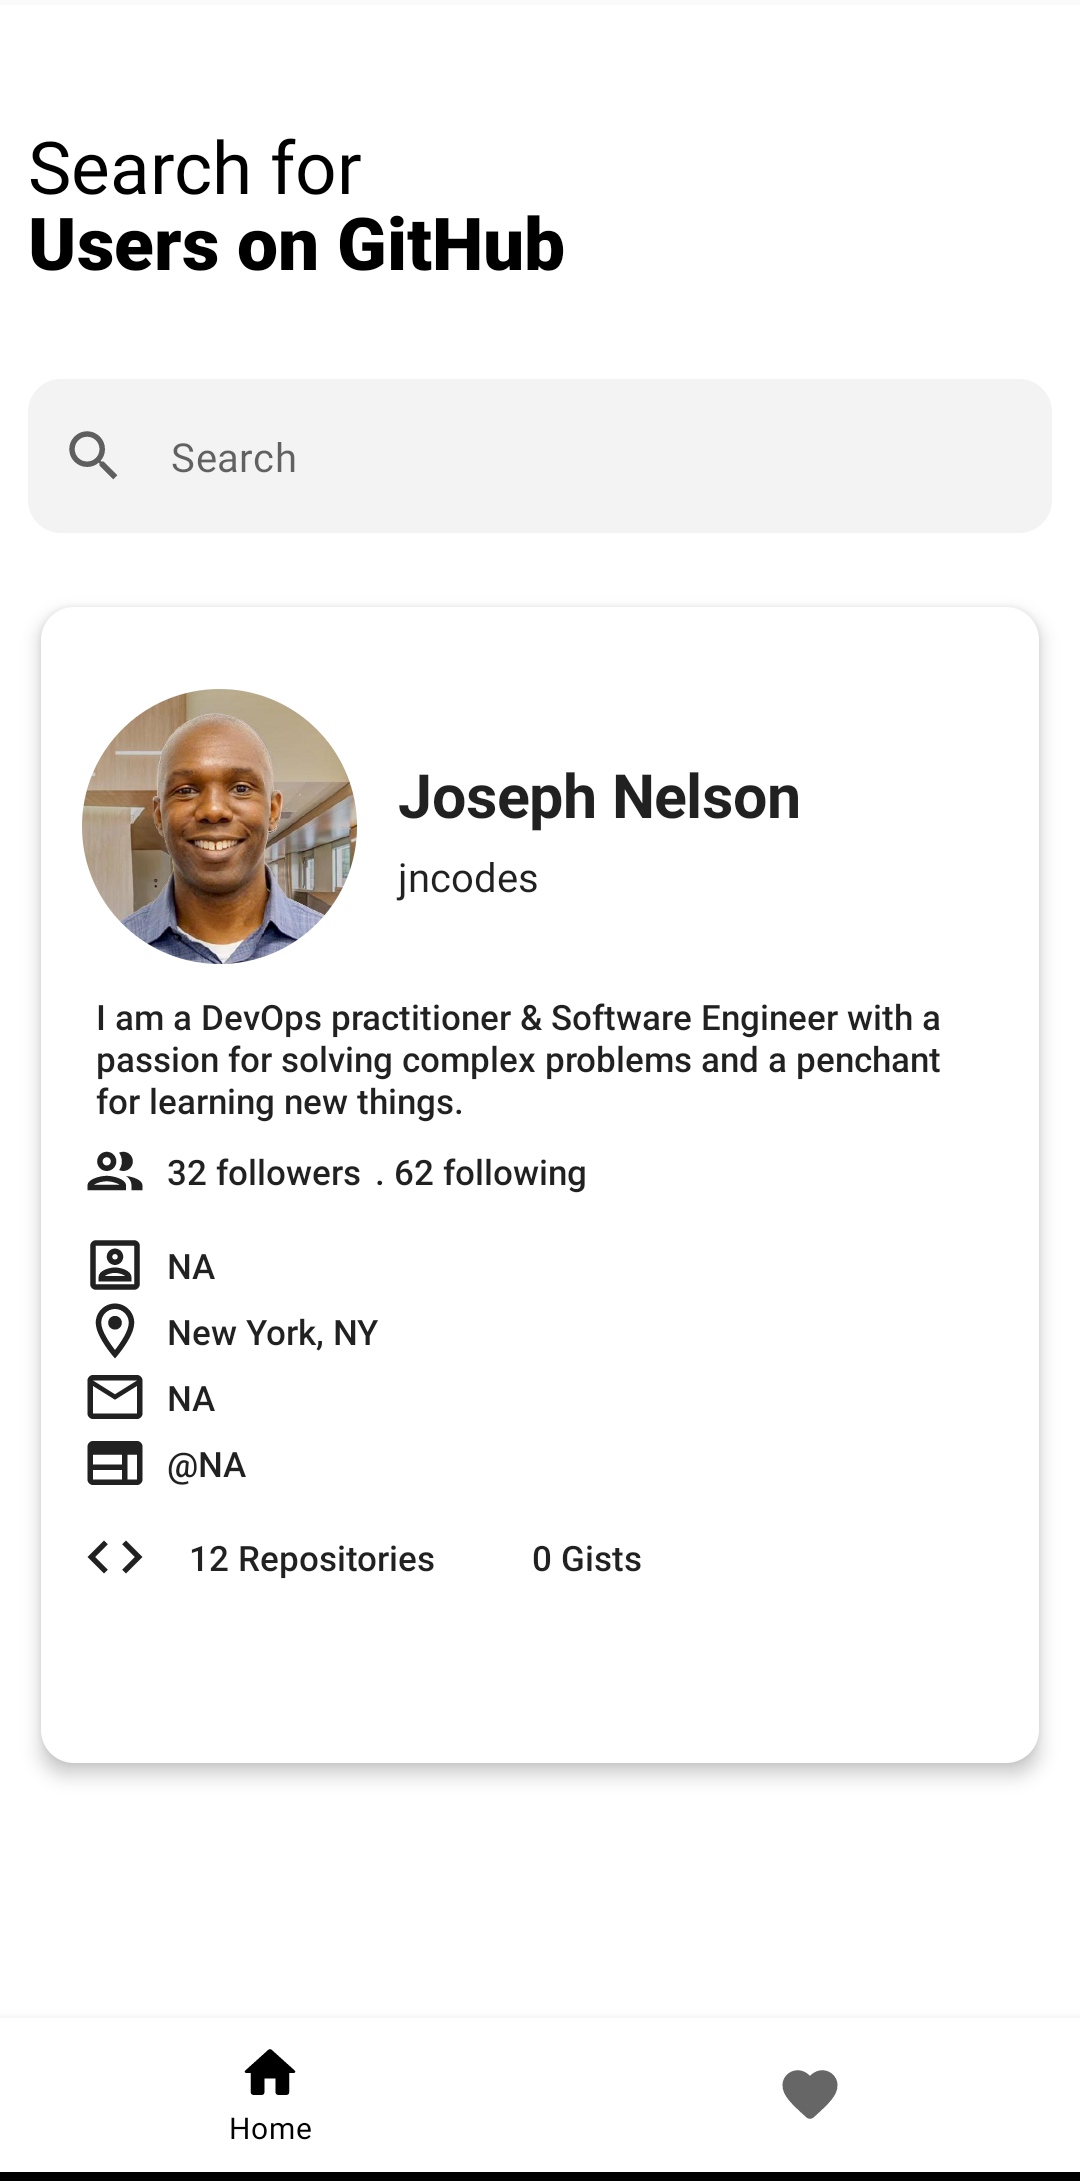 Search for
Users on GitHub
Search
Joseph Nelson
jncodes
I am a DevOps practitioner & Software Engineer with a
passion for solving complex problems and a penchant
for learning new things.
32 followers . 62 following
NA
New York, NY
NA
@NA
12 Repositories 0 Gists
Home